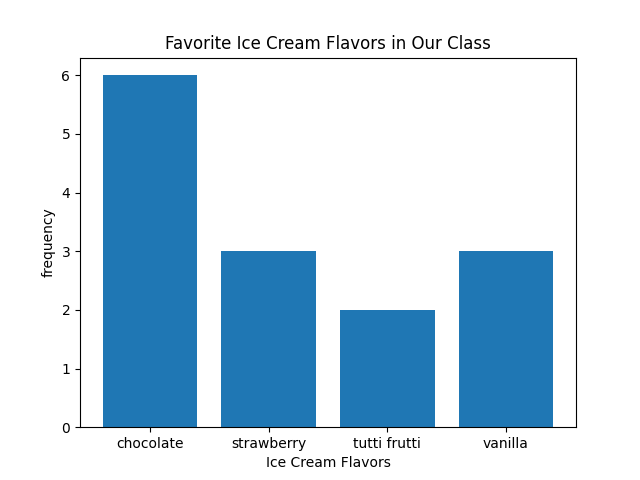 Favorite Ice Cream Flavors in Our Class
6
5
4
3
2
1
0
frequency
chocolate strawberry tutti frutti vanilla
Ice Cream Flavors